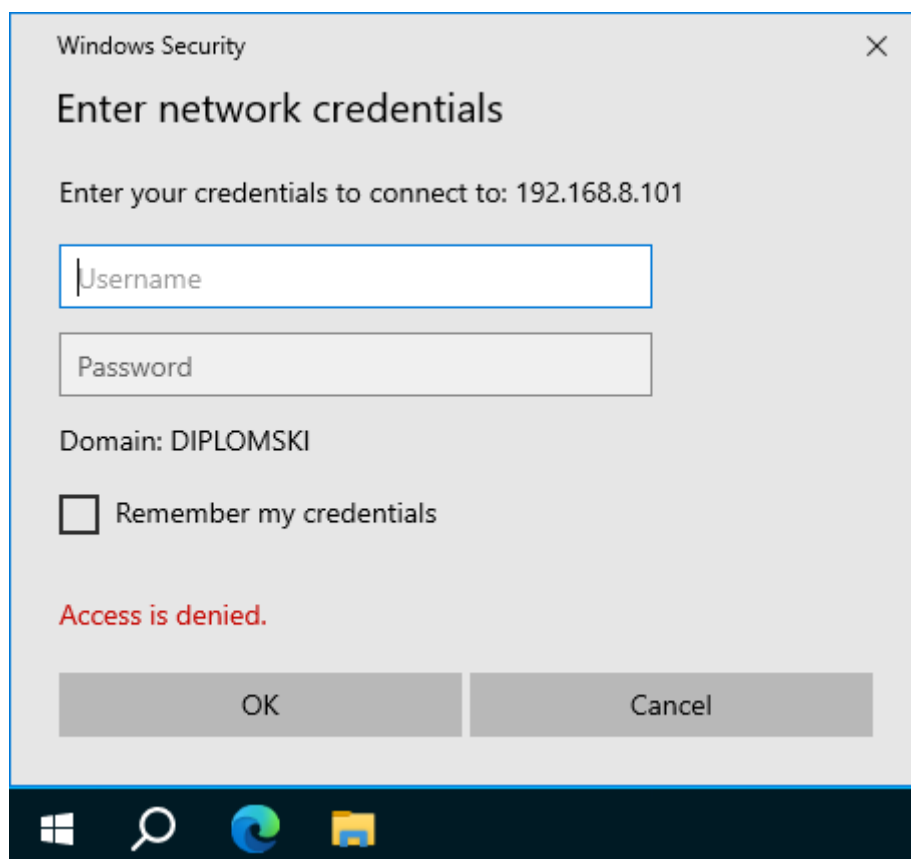 Windows Security
Enter network credentials
Enter your credentials to connect to: 192.168.8.101
Username
Password
Domain: DIPLOMSKI
Remember my credentials
Access is denied.
OK
Cancel